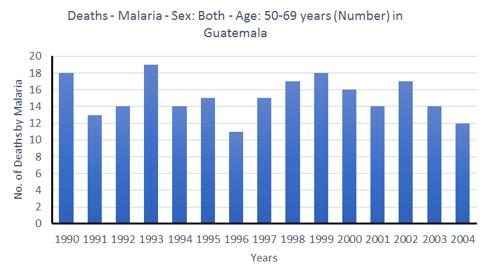 Deaths - Malaria - Sex: Both - Age: 50-69 years (Number) in
Guatemala
20
18
16
14
12
10
8
6
4
2
0
No. of Deaths by Malaria
1990 1991 1992 1993 1994 1995 1996 1997 1998 1999 2000 2001 2002 2003 2004
Years